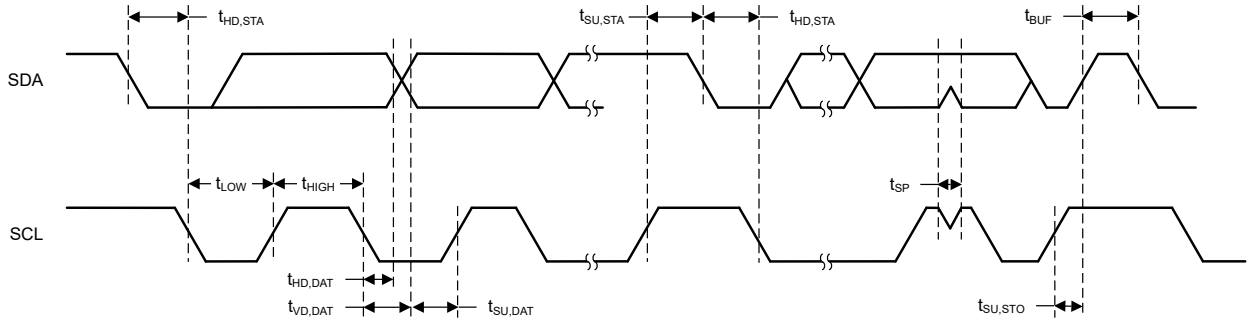 tHD,STA
tSU,STA
tHD,STA
tBUF
SDA
tLOW
tHIGH
tSP
SCL
tHD,DAT
tVD,DAT
tSU,DAT
tSU,STO